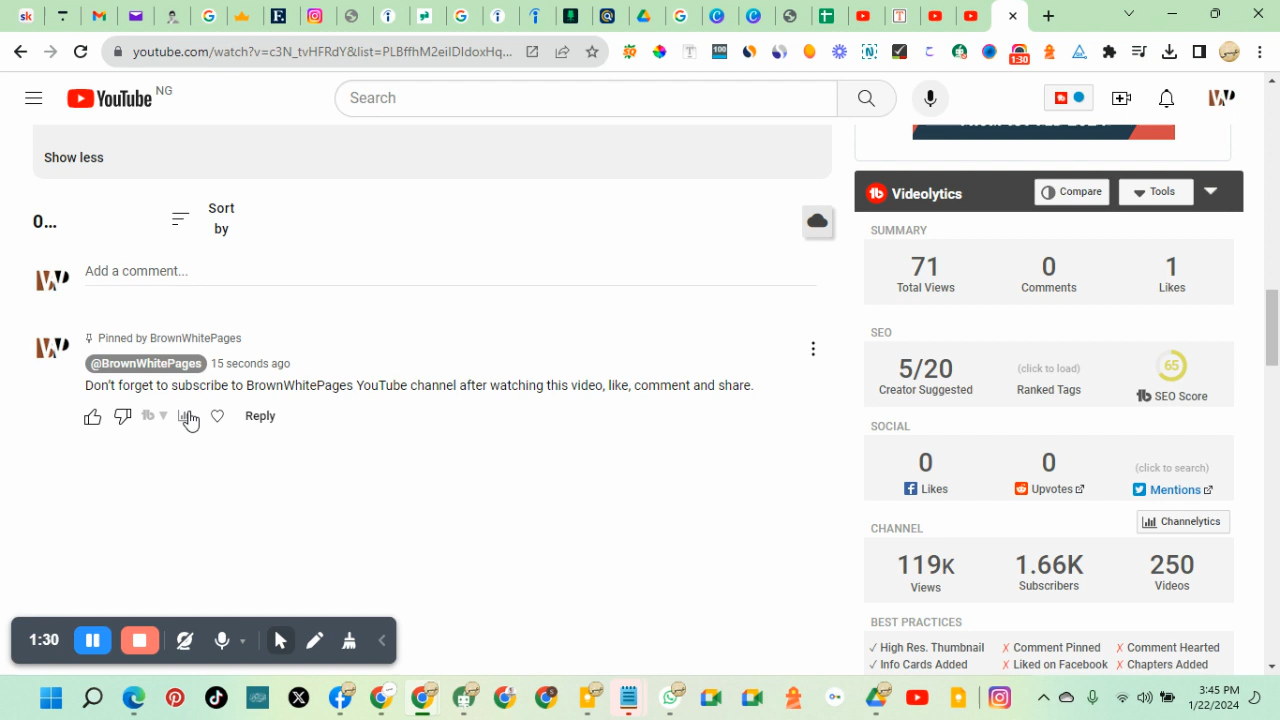 youtube.com/watch?v=c3N_tvHFRdY&list=PLBffhM2eiIDIdoxHq...
100
1:30
YouTube NG
Search
Show less
Videolytics
Compare
Tools
0...
Sort
by
Add a comment...
SUMMARY
71
0
1
Total Views
Comments
Likes
Pinned by BrownWhitePages
@BrownWhitePages 15 seconds ago
Don't forget to subscribe to BrownWhitePages YouTube channel after watching this video, like, comment and share.
Reply
SEO
5/20
(click to load)
65
Creator Suggested
Ranked Tags
SEO Score
SOCIAL
0
0
(click to search)
Likes
Upvotes
Mentions
CHANNEL
Channelytics
119K
1.66K
250
Views
Subscribers
Videos
BEST PRACTICES
✓ High Res. Thumbnail
✗ Comment Pinned
✗ Comment Hearted
✓ Info Cards Added
✗ Liked on Facebook
✗ Chapters Added
1:30
3:45 PM
1/22/2024